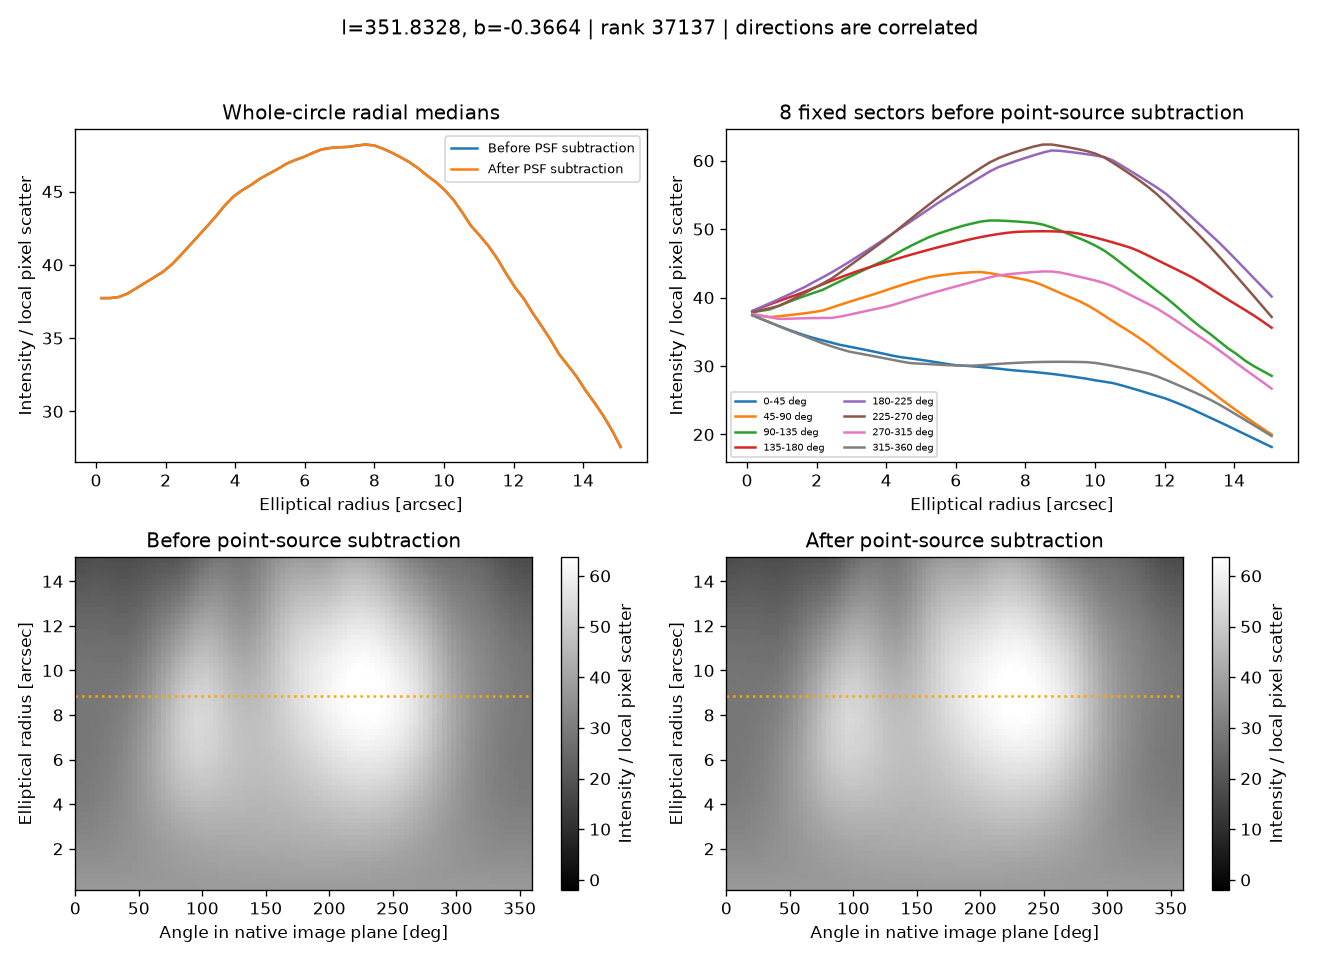 l=351.8328, b=-0.3664 | rank 37137 | directions are correlated
Whole-circle radial medians
Before PSF subtraction
After PSF subtraction
Intensity / local pixel scatter
45
40
35
30
0 2 4 6 8 10 12 14
Elliptical radius [arcsec]
8 fixed sectors before point-source subtraction
Intensity / local pixel scatter
60
50
40
30
20
0-45 deg
45-90 deg
90-135 deg
135-180 deg
180-225 deg
225-270 deg
270-315 deg
315-360 deg
0 2 4 6 8 10 12 14
Elliptical radius [arcsec]
Before point-source subtraction
Elliptical radius [arcsec]
14
12
10
8
6
4
2
0 50 100 150 200 250 300 350
Angle in native image plane [deg]
60
50
40
30
20
10
0
Intensity / local pixel scatter
After point-source subtraction
Elliptical radius [arcsec]
14
12
10
8
6
4
2
0 50 100 150 200 250 300 350
Angle in native image plane [deg]
60
50
40
30
20
10
0
Intensity / local pixel scatter